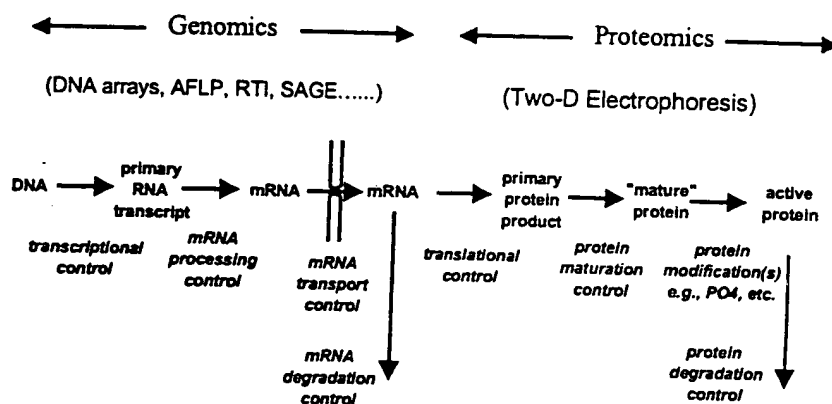 Genomics
Proteomics
(DNA arrays, AFLP, RTI, SAGE......)
(Two-D Electrophoresis)
DNA
primary
RNA
transcript
mRNA
mRNA
primary
protein
product
"mature"
protein
active
protein
transcriptional
control
mRNA
processing
control
mRNA
transport
control
translational
control
protein
maturation
control
protein
modification(s)
e.g., PO4, etc.
mRNA
degradation
control
protein
degradation
control